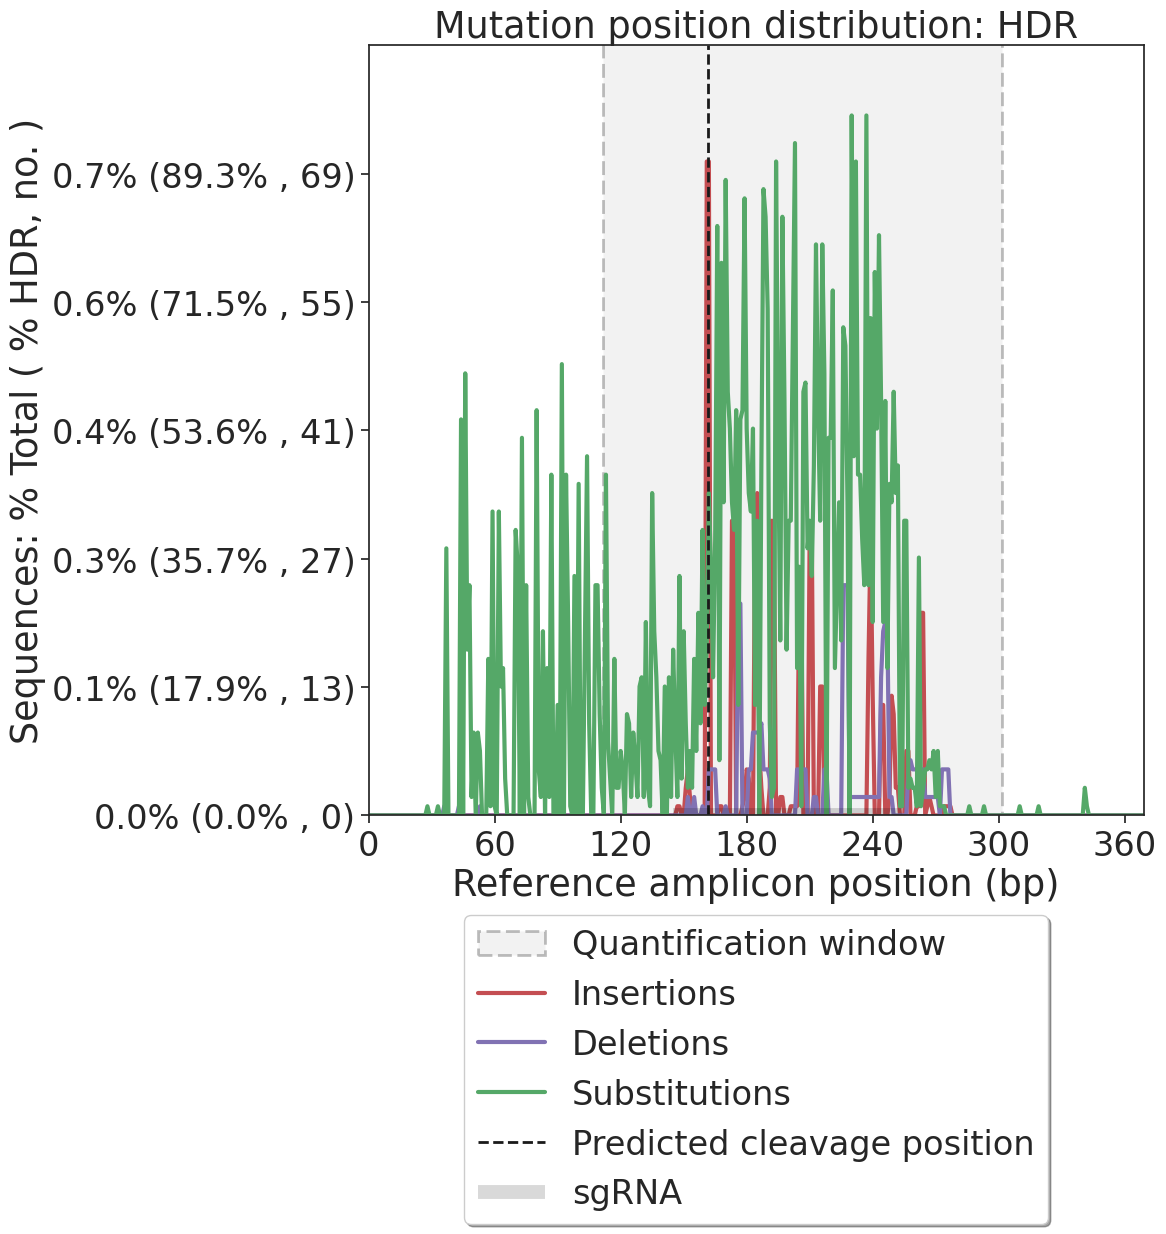 Mutation position distribution: HDR
Sequences: % Total ( % HDR, no. )
0.7% (89.3% , 69)
0.6% (71.5% , 55)
0.4% (53.6% , 41)
0.3% (35.7% , 27)
0.1% (17.9% , 13)
0.0% (0.0% , 0)
0 60 120 180 240 300 360
Reference amplicon position (bp)
Quantification window
Insertions
Deletions
Substitutions
Predicted cleavage position
sgRNA